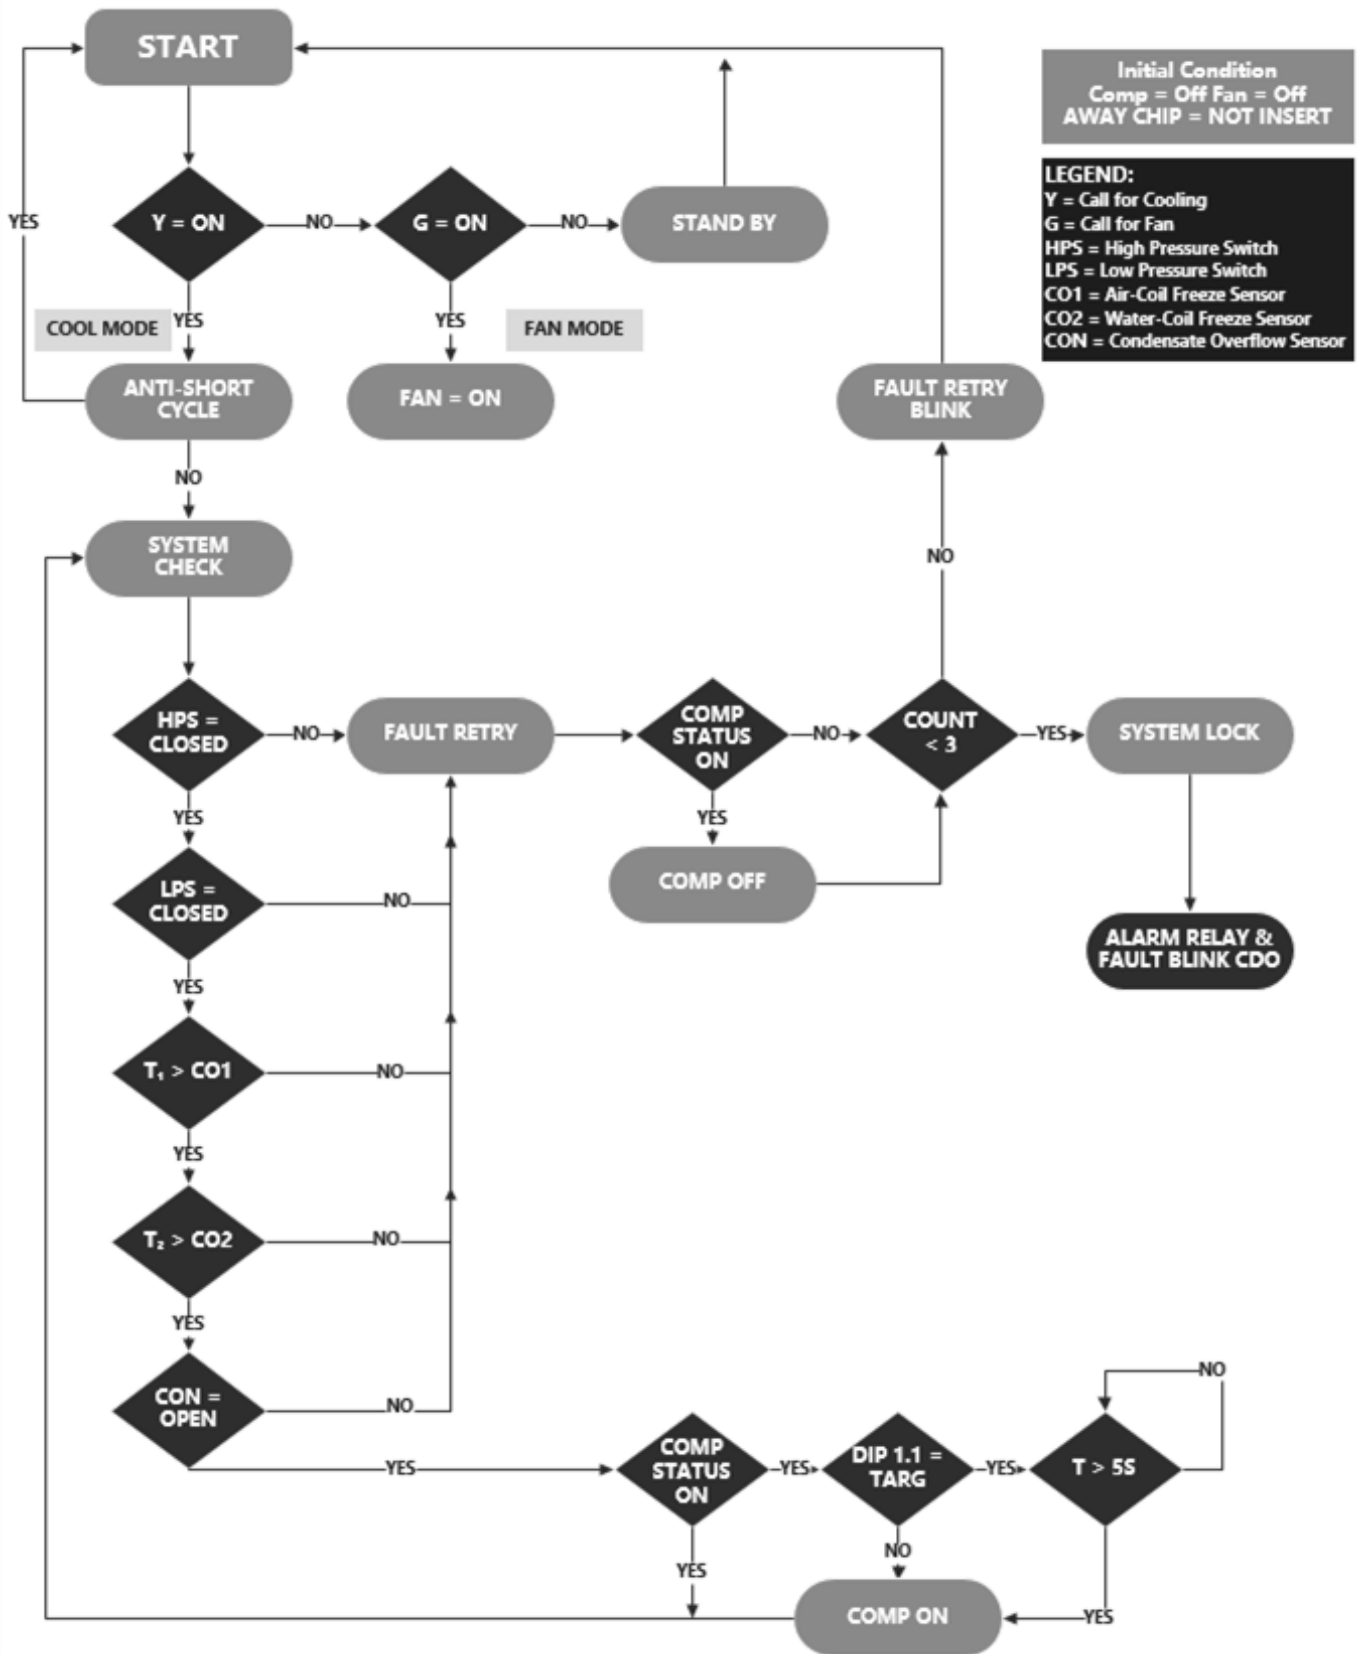 START
Initial Condition
Comp = Off Fan = Off
AWAY CHIP = NOT INSERT
LEGEND:
Y = Call for Cooling
G = Call for Fan
HPS = High Pressure Switch
LPS = Low Pressure Switch
CO1 = Air-Coil Freeze Sensor
CO2 = Water-Coil Freeze Sensor
CON = Condensate Overflow Sensor
YES
Y = ON
NO
G = ON
NO
STAND BY
COOL MODE
YES
YES
FAN MODE
ANTI-SHORT
CYCLE
FAN = ON
FAULT RETRY
BLINK
NO
SYSTEM
CHECK
NO
HPS =
CLOSED
NO
FAULT RETRY
COMP
STATUS
ON
NO
COUNT
< 3
YES
SYSTEM LOCK
YES
YES
LPS =
CLOSED
NO
COMP OFF
ALARM RELAY &
FAULT BLINK CDO
YES
T₁ > CO1
NO
YES
T₂ > CO2
NO
YES
CON =
OPEN
NO
NO
YES
COMP
STATUS
ON
YES
DIP 1.1 =
TARG
YES
T > 5S
YES
NO
COMP ON
YES